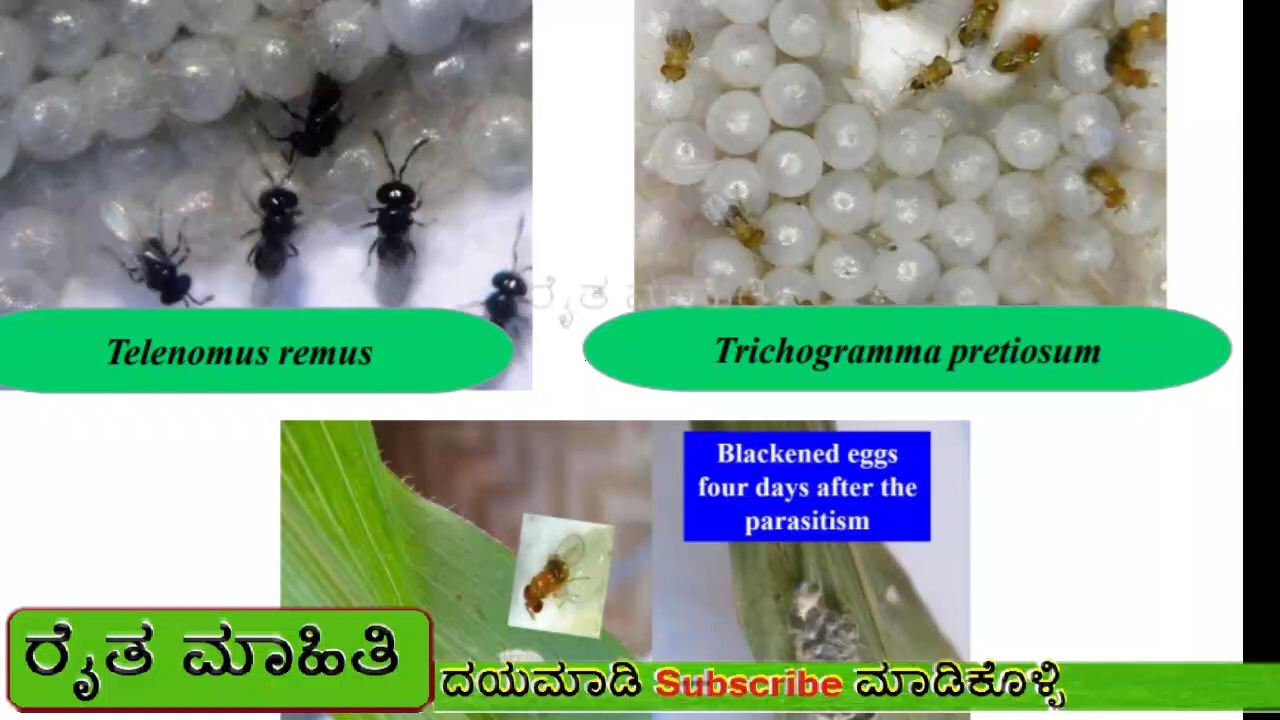 ರೈತ ಮಾಹಿತಿ
Telenomus remus
Trichogramma pretiosum
Blackened eggs
four days after the
parasitism
ರೈತ ಮಾಹಿತಿ
ದಯಮಾಡಿ Subscribe ಮಾಡಿಕೊಳ್ಳಿ